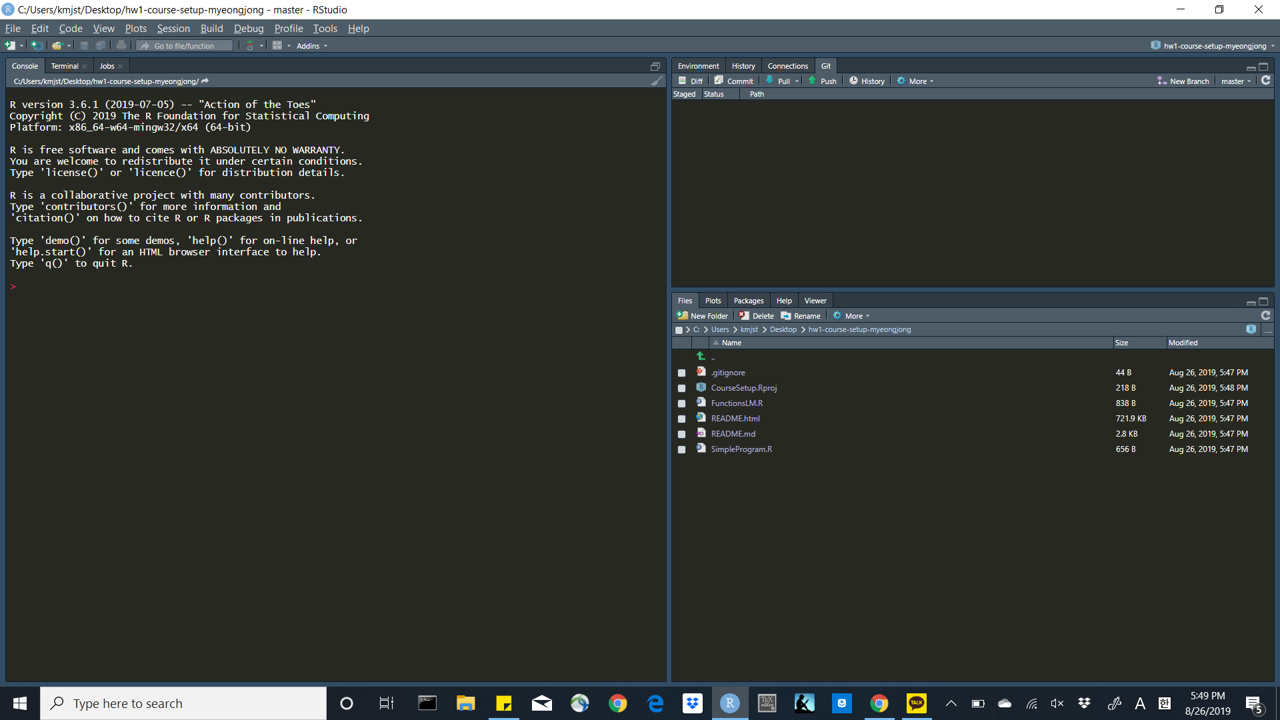 C:/Users/kmjst/Desktop/hw1-course-setup-myeongjong - master - RStudio
File Edit Code View Plots Session Build Debug Profile Tools Help
Go to file/function Addins hw1-course-setup-myeongjong
Console Terminal Jobs
C:/Users/kmjst/Desktop/hw1-course-setup-myeongjong/
R version 3.6.1 (2019-07-05) -- "Action of the Toes"
Copyright (C) 2019 The R Foundation for Statistical Computing
Platform: x86_64-w64-mingw32/x64 (64-bit)
R is free software and comes with ABSOLUTELY NO WARRANTY.
You are welcome to redistribute it under certain conditions.
Type 'license()' or 'licence()' for distribution details.
R is a collaborative project with many contributors.
Type 'contributors()' for more information and
'citation()' on how to cite R or R packages in publications.
Type 'demo()' for some demos, 'help()' for on-line help, or
'help.start()' for an HTML browser interface to help.
Type 'q()' to quit R.
>
Environment History Connections Git
Diff Commit Pull Push History More New Branch master
Staged Status Path
Files Plots Packages Help Viewer
New Folder Delete Rename More
C: Users kmjst Desktop hw1-course-setup-myeongjong ...
Name Size Modified
..
.gitignore 44 B Aug 26, 2019, 5:47 PM
CourseSetup.Rproj 218 B Aug 26, 2019, 5:48 PM
FunctionsLM.R 838 B Aug 26, 2019, 5:47 PM
README.html 721.9 KB Aug 26, 2019, 5:47 PM
README.md 2.8 KB Aug 26, 2019, 5:47 PM
SimpleProgram.R 656 B Aug 26, 2019, 5:47 PM
Type here to search
R
TALK
A
5:49 PM
8/26/2019
5